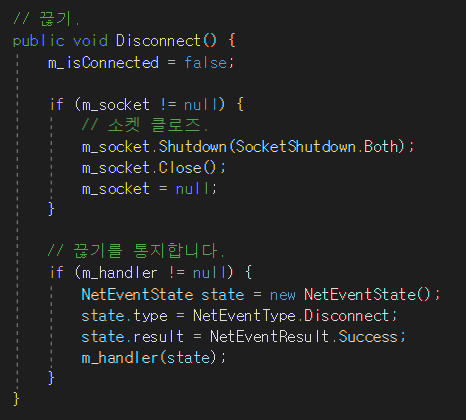 // 끊기.
public void Disconnect() {
    m_isConnected = false;

    if (m_socket != null) {
        // 소켓 클로즈.
        m_socket.Shutdown(SocketShutdown.Both);
        m_socket.Close();
        m_socket = null;
    }

    // 끊기를 통지합니다.
    if (m_handler != null) {
        NetEventState state = new NetEventState();
        state.type = NetEventType.Disconnect;
        state.result = NetEventResult.Success;
        m_handler(state);
    }
}